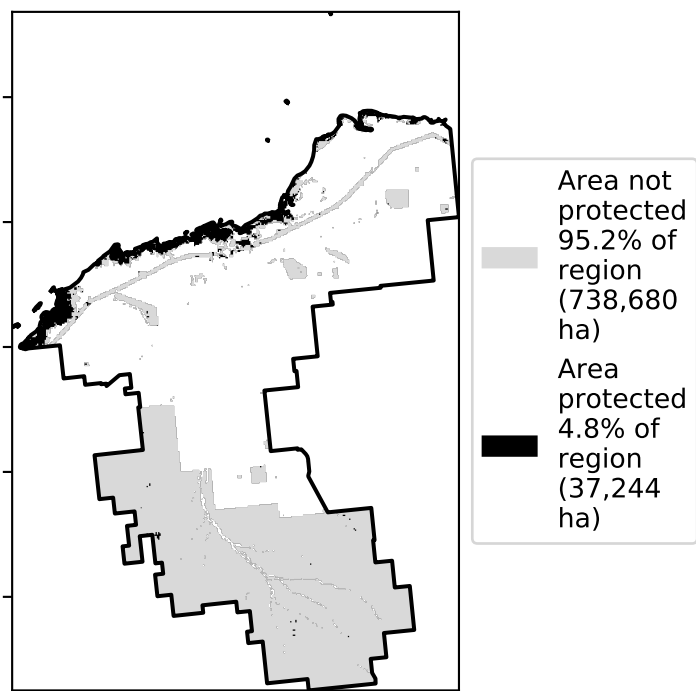 Area not
protected
95.2% of
region
(738,680
ha)
Area
protected
4.8% of
region
(37,244
ha)